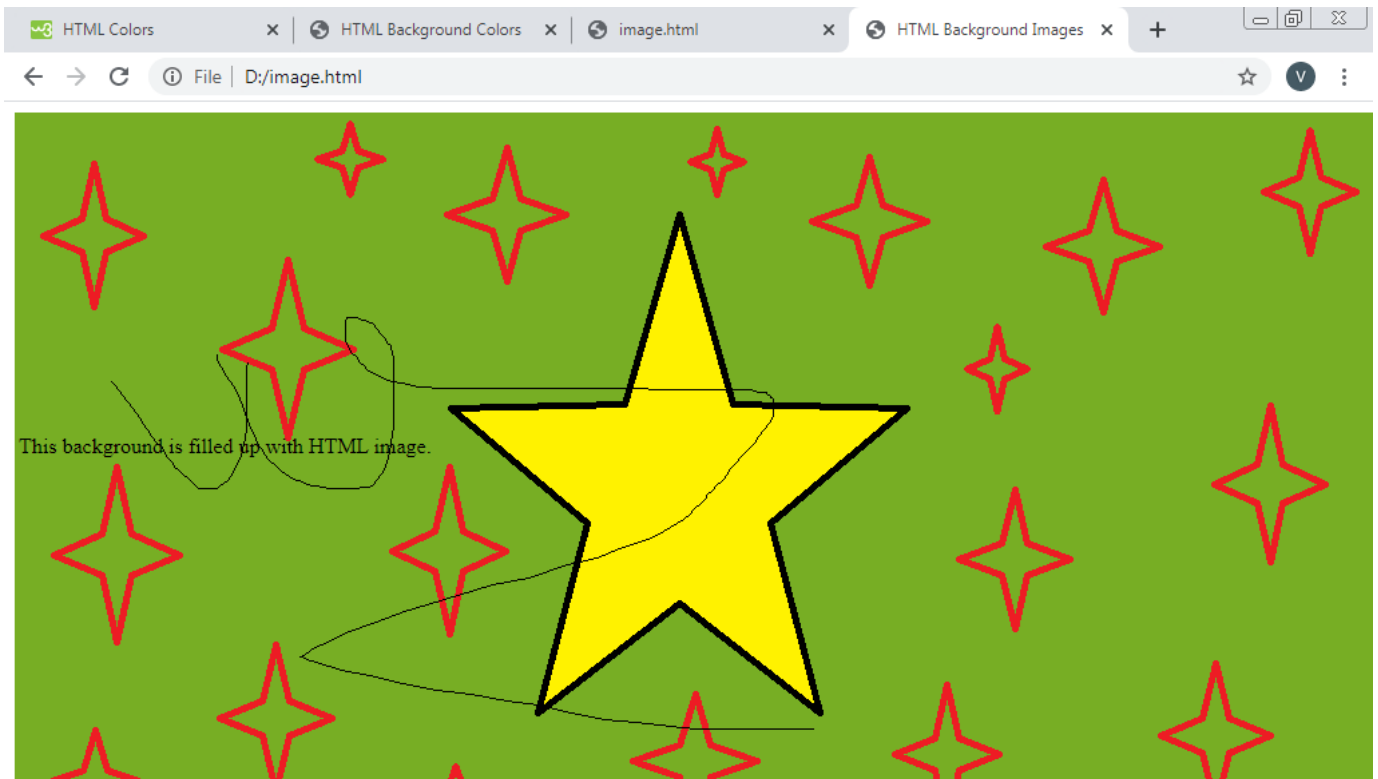 HTML Colors
HTML Background Colors
image.html
HTML Background Images
File
D:/image.html
V
This background is filled up with HTML image.